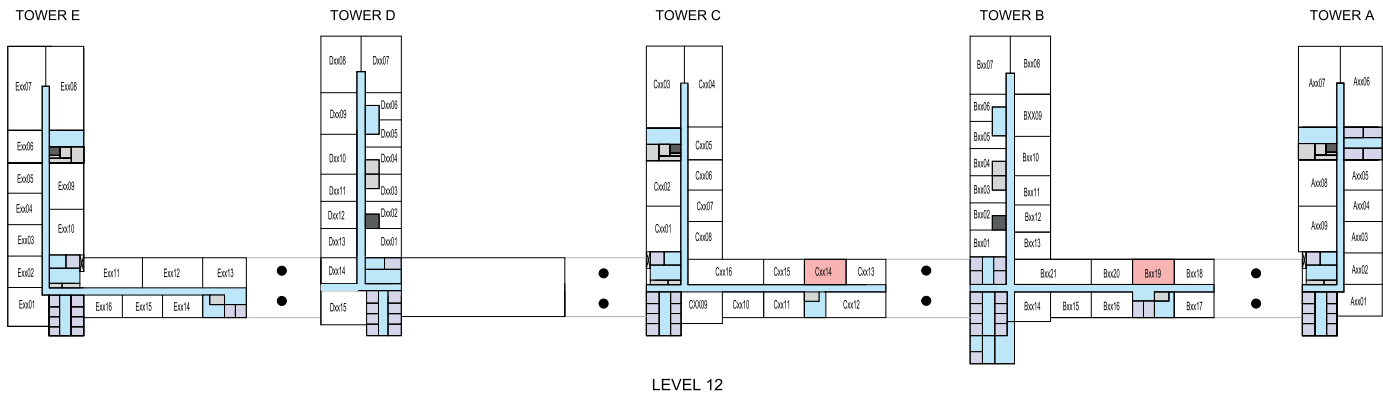 TOWER E
TOWER D
TOWER C
TOWER B
TOWER A
Exx07
Exx08
Exx06
Exx05
Exx09
Exx04
Exx03
Exx10
Exx02
Exx11
Exx12
Exx13
Exx01
Exx16
Exx15
Exx14
Dxx08
Dxx07
Dxx09
Dxx06
Dxx05
Dxx10
Dxx04
Dxx11
Dxx03
Dxx12
Dxx02
Dxx13
Dxx01
Dxx14
Dxx15
Cxx03
Cxx04
Cxx05
Cxx02
Cxx06
Cxx07
Cxx01
Cxx08
Cxx16
Cxx15
Cxx14
Cxx13
CXX09
Cxx10
Cxx11
Cxx12
Bxx07
Bxx08
Bxx06
BXX09
Bxx05
Bxx04
Bxx10
Bxx03
Bxx11
Bxx02
Bxx12
Bxx01
Bxx13
Bxx21
Bxx20
Bxx19
Bxx18
Bxx14
Bxx15
Bxx16
Bxx17
Axx07
Axx06
Axx08
Axx05
Axx04
Axx09
Axx03
Axx02
Axx01
LEVEL 12